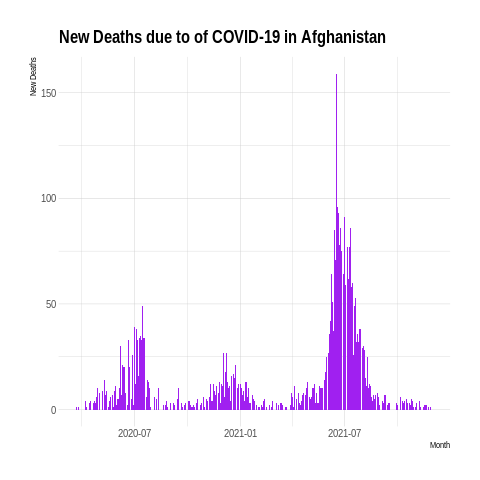 New Deaths due to of COVID-19 in Afghanistan
New Deaths
150
100
50
0
2020-07
2021-01
2021-07
Month